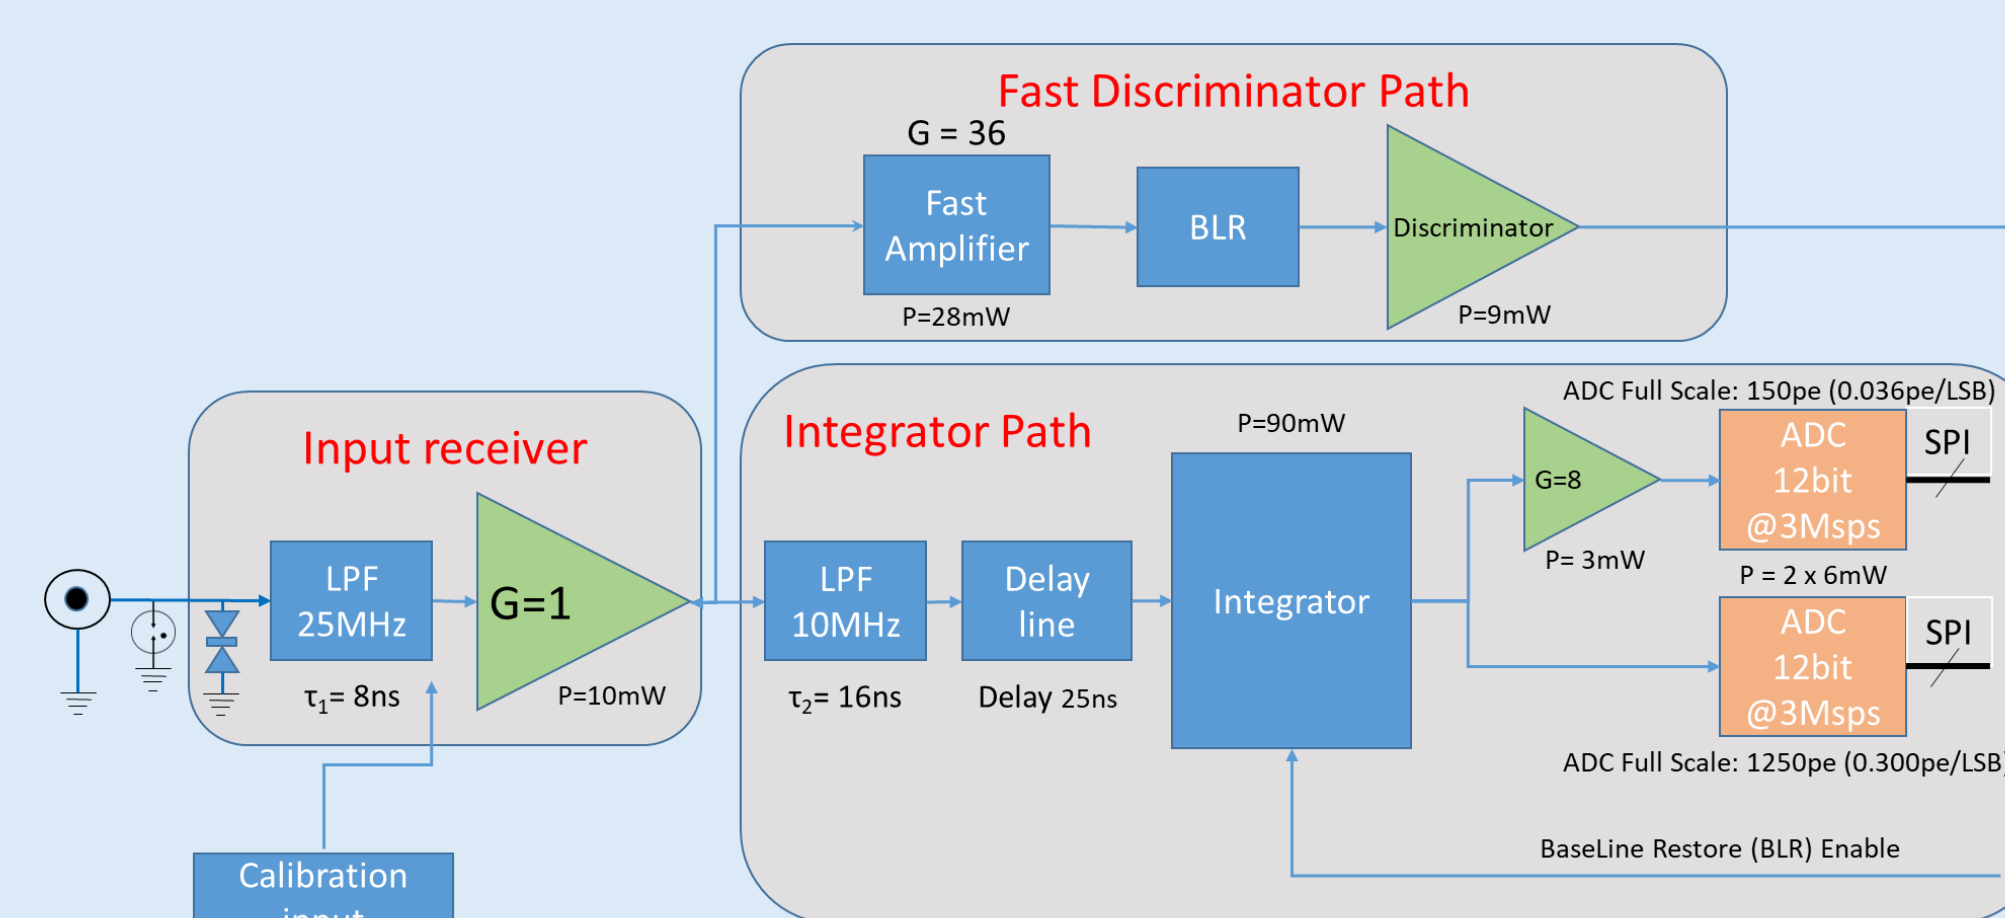 Fast Discriminator Path
G = 36
Fast
Amplifier
P=28mW
BLR
Discriminator
P=9mW
Input receiver
LPF
25MHz
τ1= 8ns
G=1
P=10mW
Calibration
input
Integrator Path
LPF
10MHz
τ2= 16ns
Delay
line
Delay 25ns
P=90mW
Integrator
G=8
P= 3mW
ADC Full Scale: 150pe (0.036pe/LSB)
ADC
12bit
@3Msps
SPI
P = 2 x 6mW
ADC
12bit
@3Msps
SPI
ADC Full Scale: 1250pe (0.300pe/LSB)
BaseLine Restore (BLR) Enable